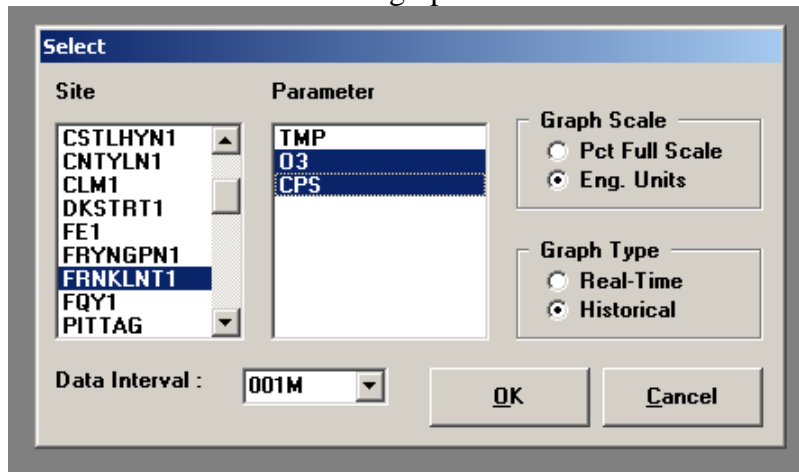 Select
Site
Parameter
CSTLHYN1
CNTYLN1
CLM1
DKSTRT1
FE1
FRYNGPN1
FRNKLNT1
FQY1
PITTAG
TMP
O3
CPS
Graph Scale
Pct Full Scale
Eng. Units
Graph Type
Real-Time
Historical
Data Interval :
001M
OK
Cancel